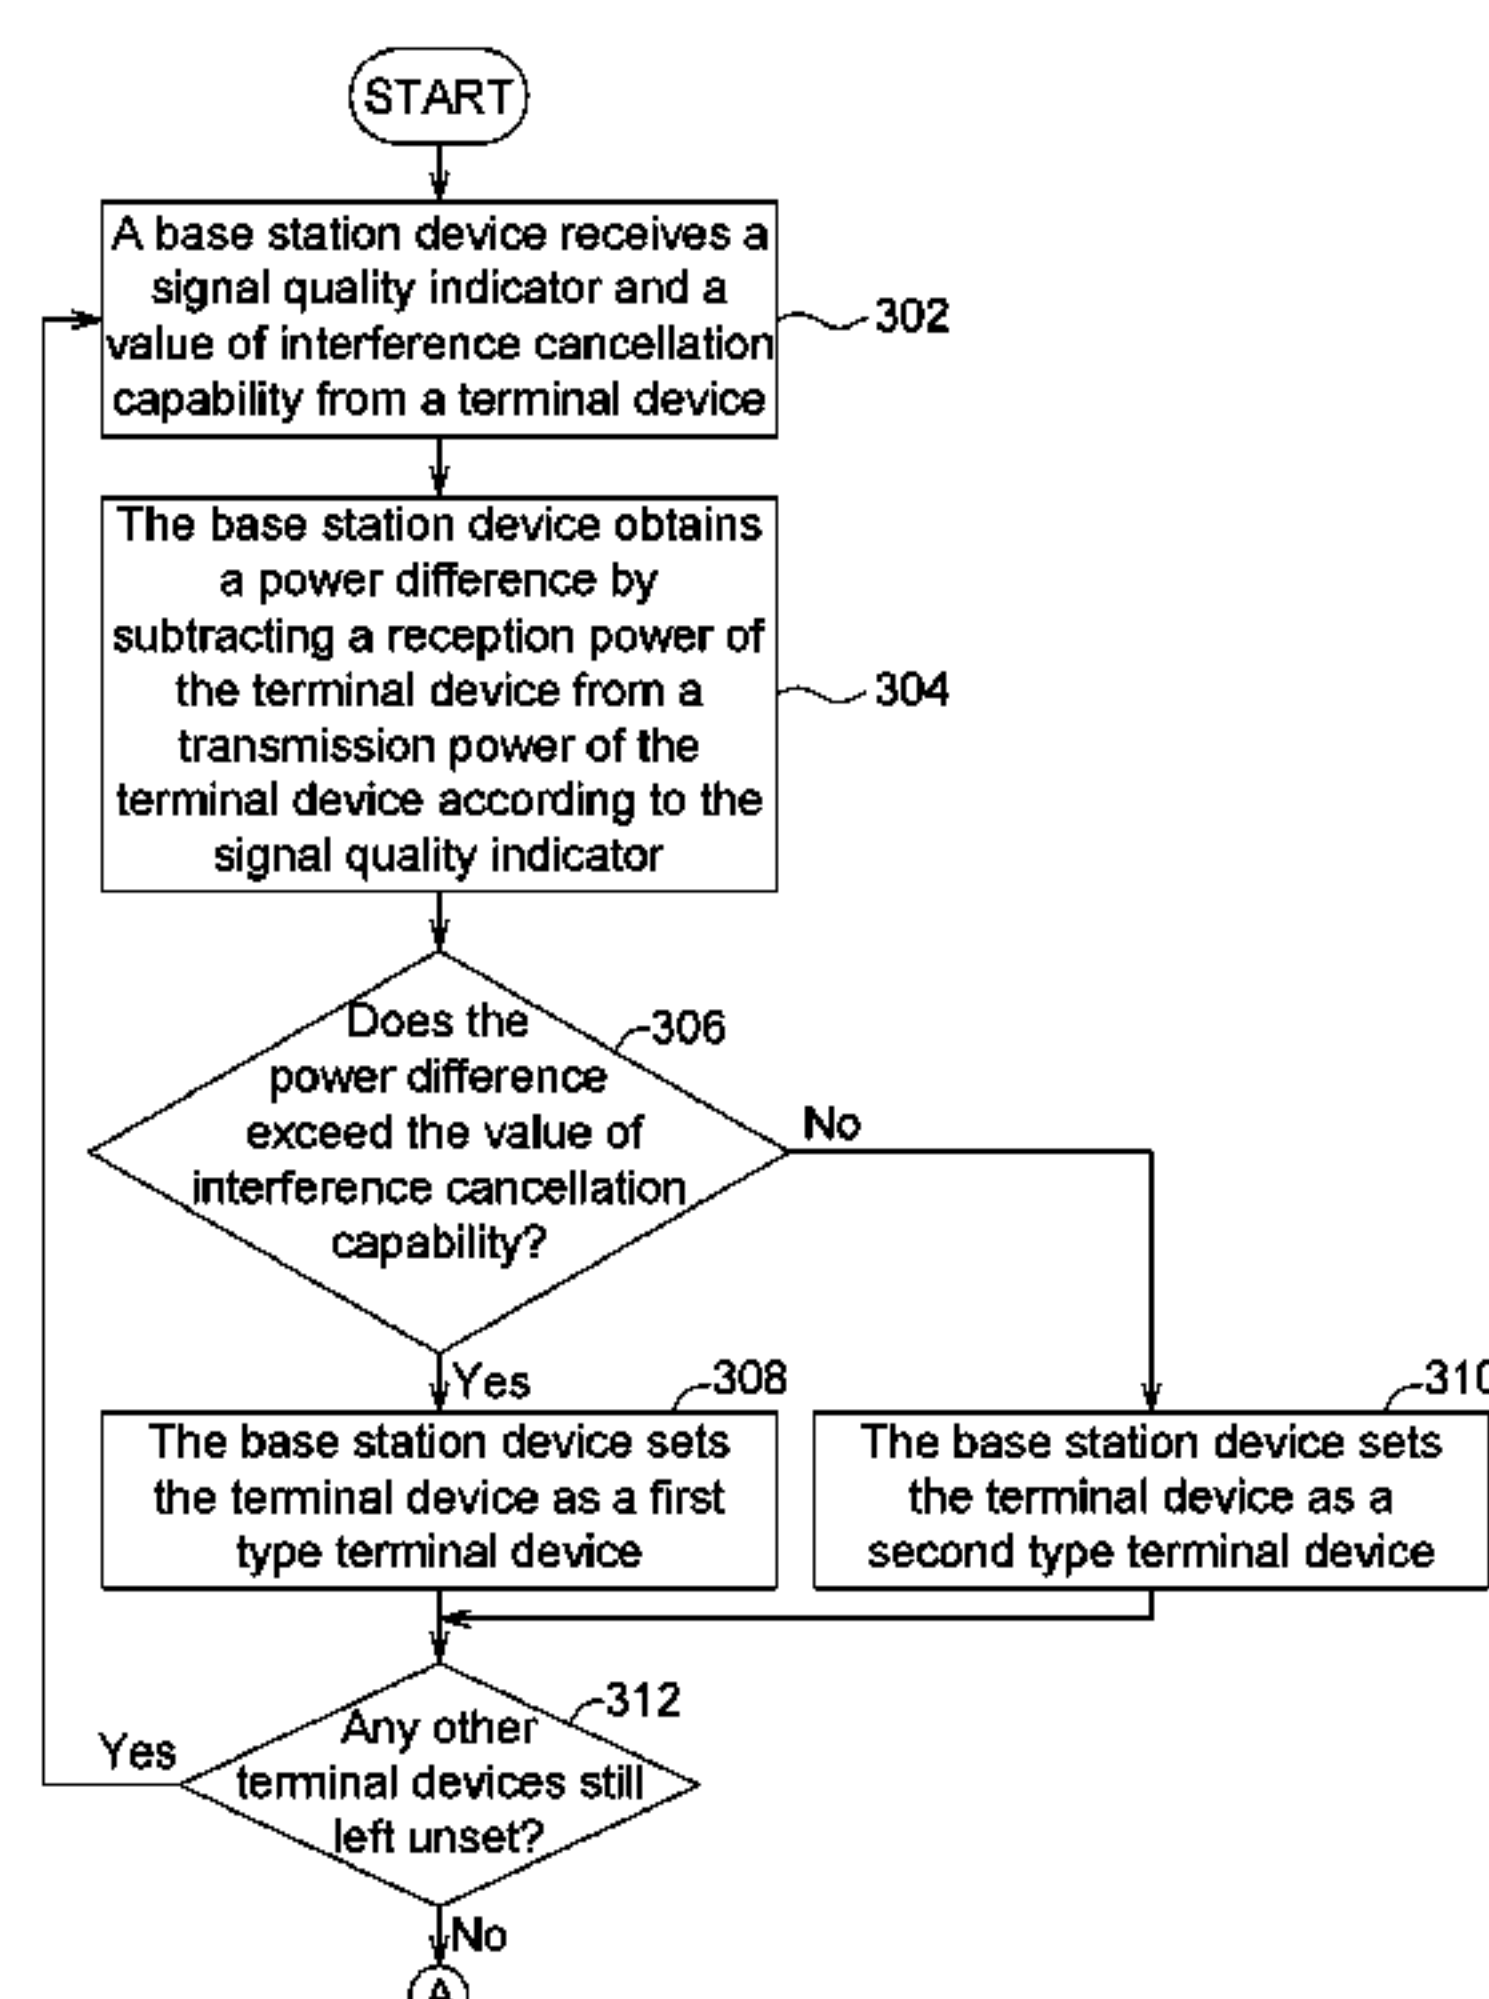 START
A base station device receives a
signal quality indicator and a
value of interference cancellation
capability from a terminal device
302
The base station device obtains
a power difference by
subtracting a reception power of
the terminal device from a
transmission power of the
terminal device according to the
signal quality indicator
304
Does the
power difference
exceed the value of
interference cancellation
capability?
306
No
Yes
308
310
The base station device sets
the terminal device as a first
type terminal device
The base station device sets
the terminal device as a
second type terminal device
312
Any other
terminal devices still
left unset?
Yes
No
A